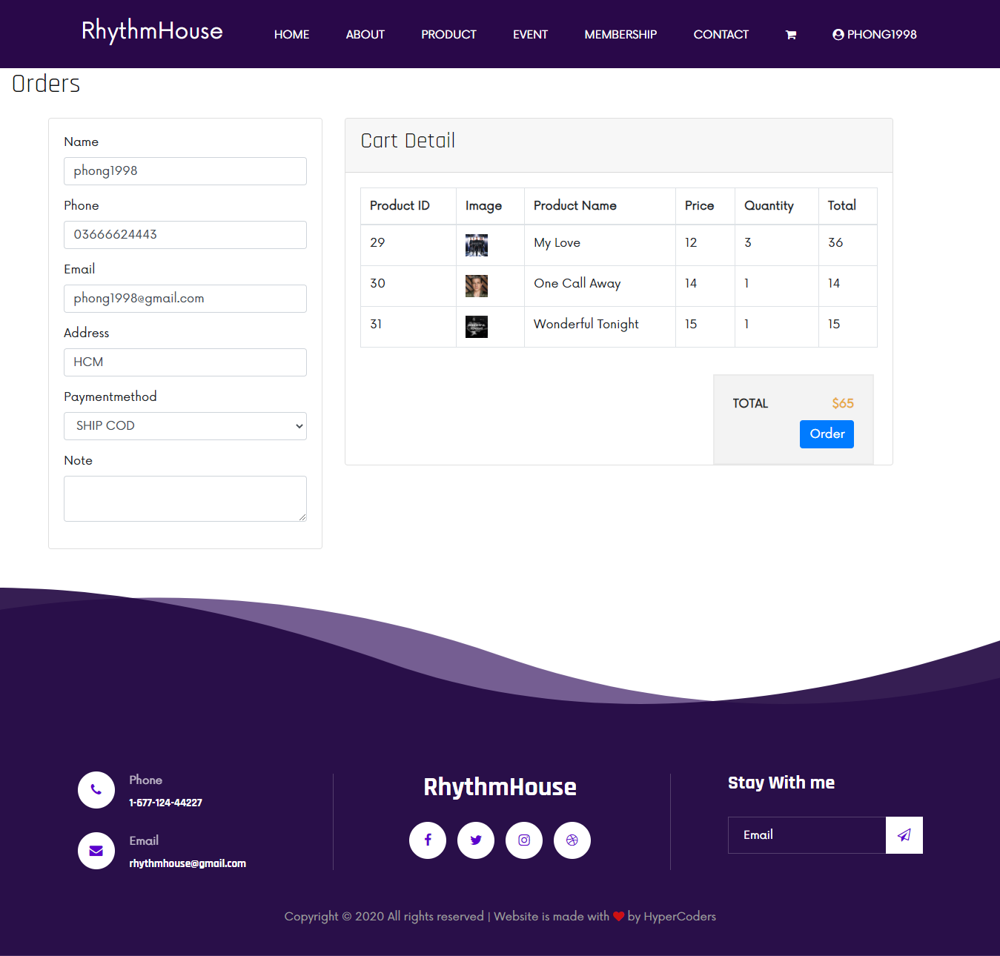 RhythmHouse HOME ABOUT PRODUCT EVENT MEMBERSHIP CONTACT PHONG1998
Orders
Name
phong1998
Phone
03666624443
Email
phong1998@gmail.com
Address
HCM
Paymentmethod
SHIP COD
Note
Cart Detail
Product ID Image Product Name Price Quantity Total
29 My Love 12 3 36
30 One Call Away 14 1 14
31 Wonderful Tonight 15 1 15
TOTAL $65
Order
Phone
1-677-124-44227
Email
rhythmhouse@gmail.com
RhythmHouse
Stay With me
Email
Copyright © 2020 All rights reserved | Website is made with ❤ by HyperCoders